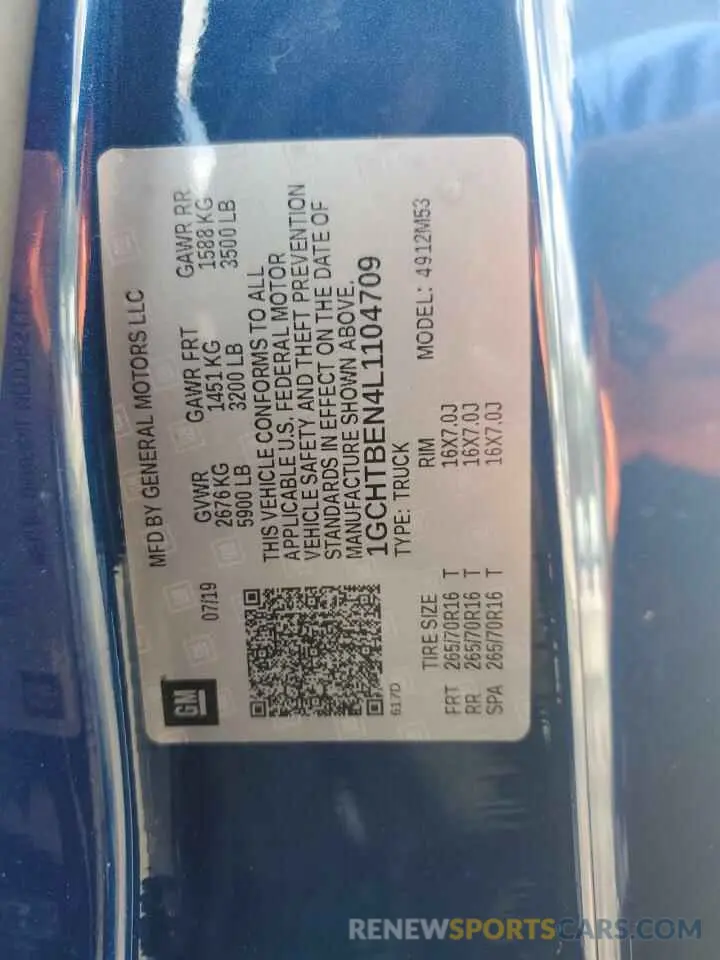 MFD BY GENERAL MOTORS LLC
GM
07/19
GVWR GAWR FRT GAWR RR
2676 KG 1451 KG 1588 KG
5900 LB 3200 LB 3500 LB
THIS VEHICLE CONFORMS TO ALL
APPLICABLE U.S. FEDERAL MOTOR
VEHICLE SAFETY AND THEFT PREVENTION
STANDARDS IN EFFECT ON THE DATE OF
MANUFACTURE SHOWN ABOVE.
1GCHTBEN4L1104709
617D
TYPE: TRUCK MODEL: 4912M53
TIRE SIZE RIM
FRT 265/70R16 T 16X7.0J
RR 265/70R16 T 16X7.0J
SPA 265/70R16 T 16X7.0J
RENEWSPORTSCARS.COM